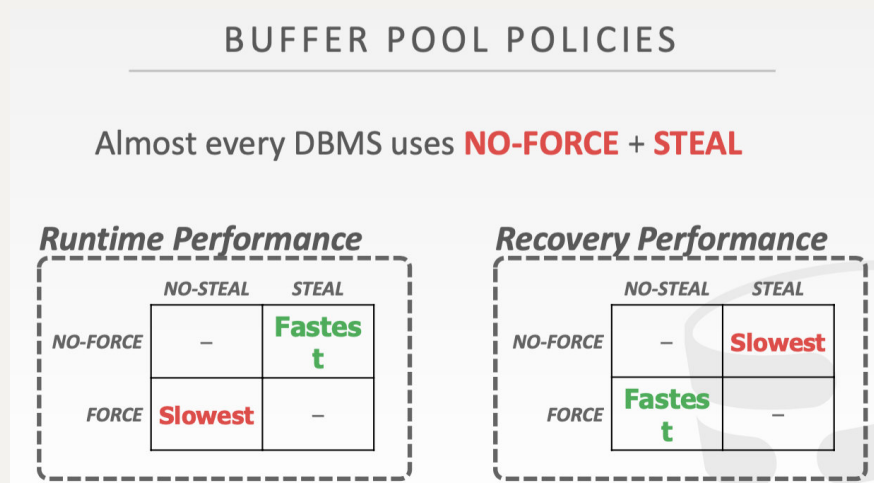 BUFFER POOL POLICIES
Almost every DBMS uses NO-FORCE + STEAL
Runtime Performance
NO-STEAL STEAL
NO-FORCE – Fastes
t
FORCE Slowest –
Recovery Performance
NO-STEAL STEAL
NO-FORCE – Slowest
FORCE Fastes
t –